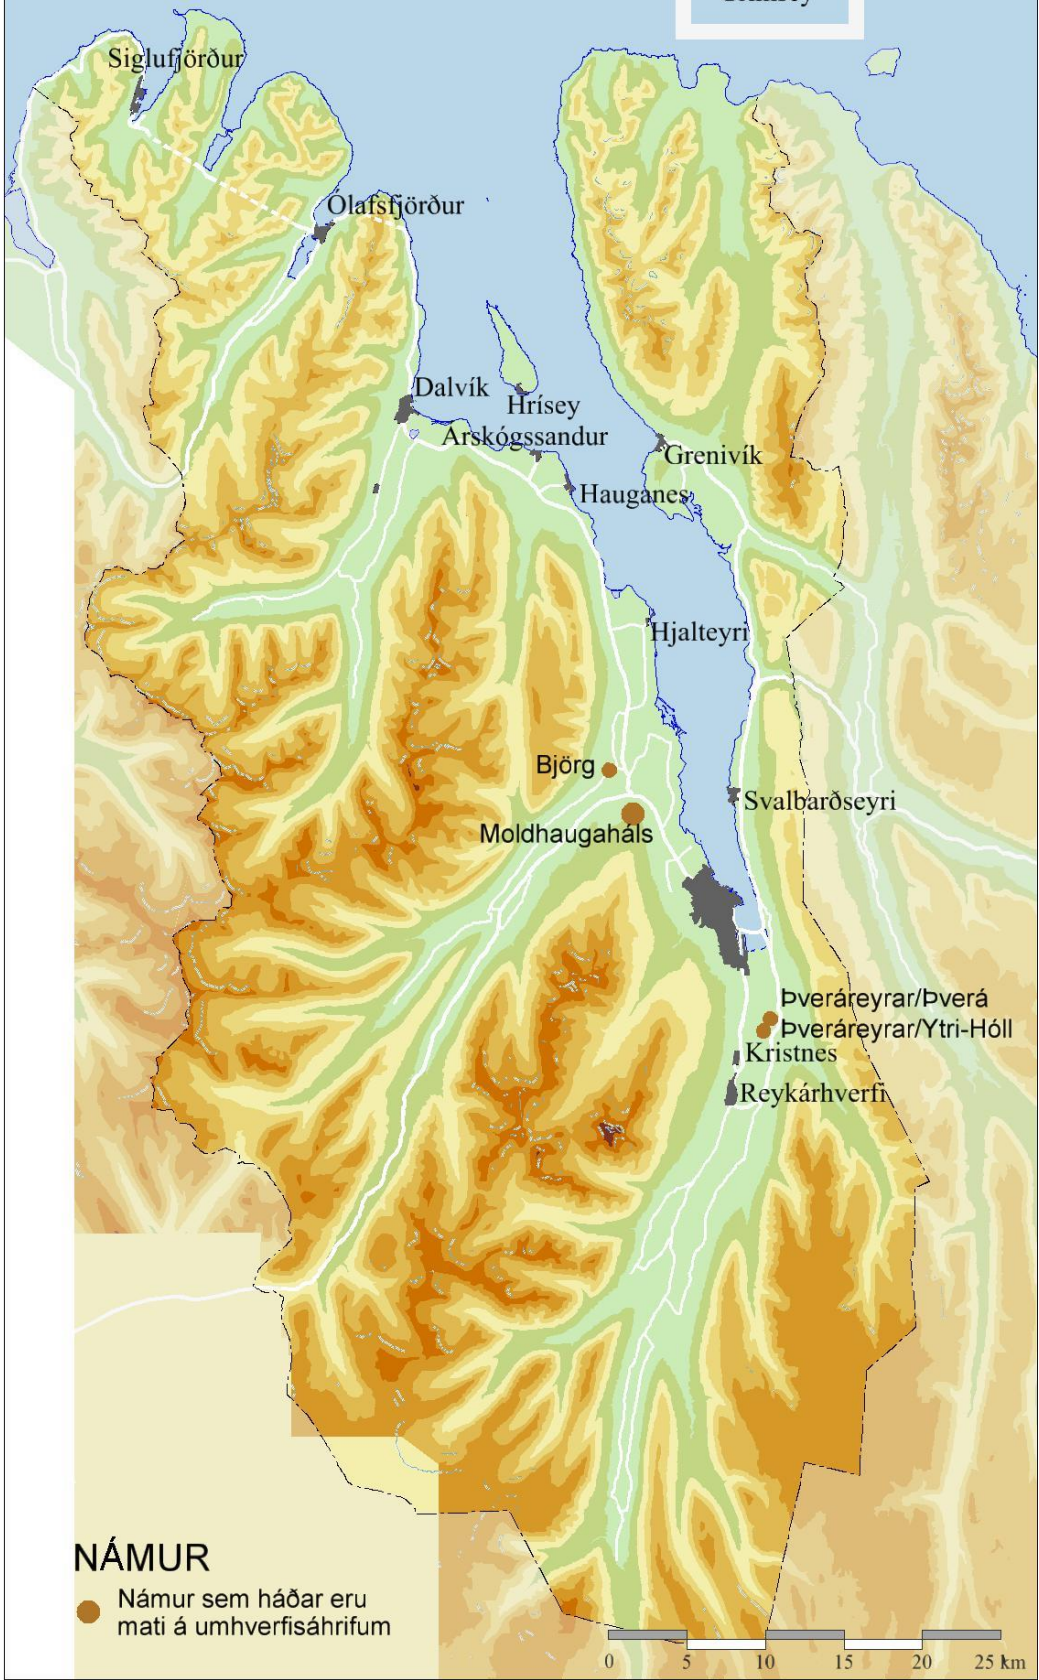 Siglufjörður
Ólafsfjörður
Dalvík
Hrísey
Árskógssandur
Grenivík
Hauganes
Hjalteyri
Björg
Svalbarðseyri
Moldhaugaháls
Þveráreyrar/Þverá
Þveráreyrar/Ytri-Hóll
Kristnes
Reykárhverfi
NÁMUR
Námur sem háðar eru
mati á umhverfisáhrifum
0 5 10 15 20 25 km